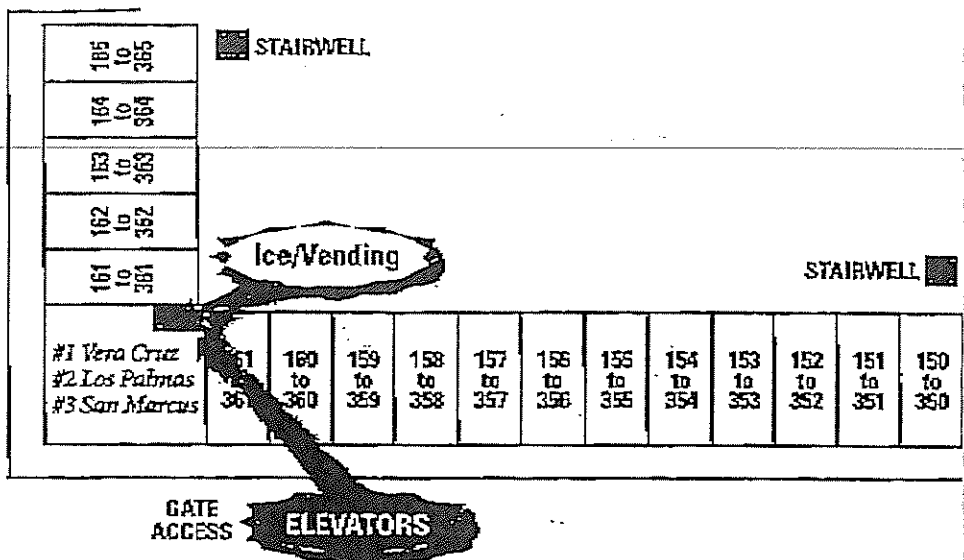 165
to
365
STAIRWELL
164
to
364
163
to
363
162
to
362
161
to
361
Ice/Vending
STAIRWELL
#1 Vera Cruz
#2 Los Palmas
#3 San Marcus
61
361
160
to
360
159
to
359
158
to
358
157
to
357
156
to
356
155
to
355
154
to
354
153
to
353
152
to
352
151
to
351
150
to
350
GATE
ACCESS
ELEVATORS